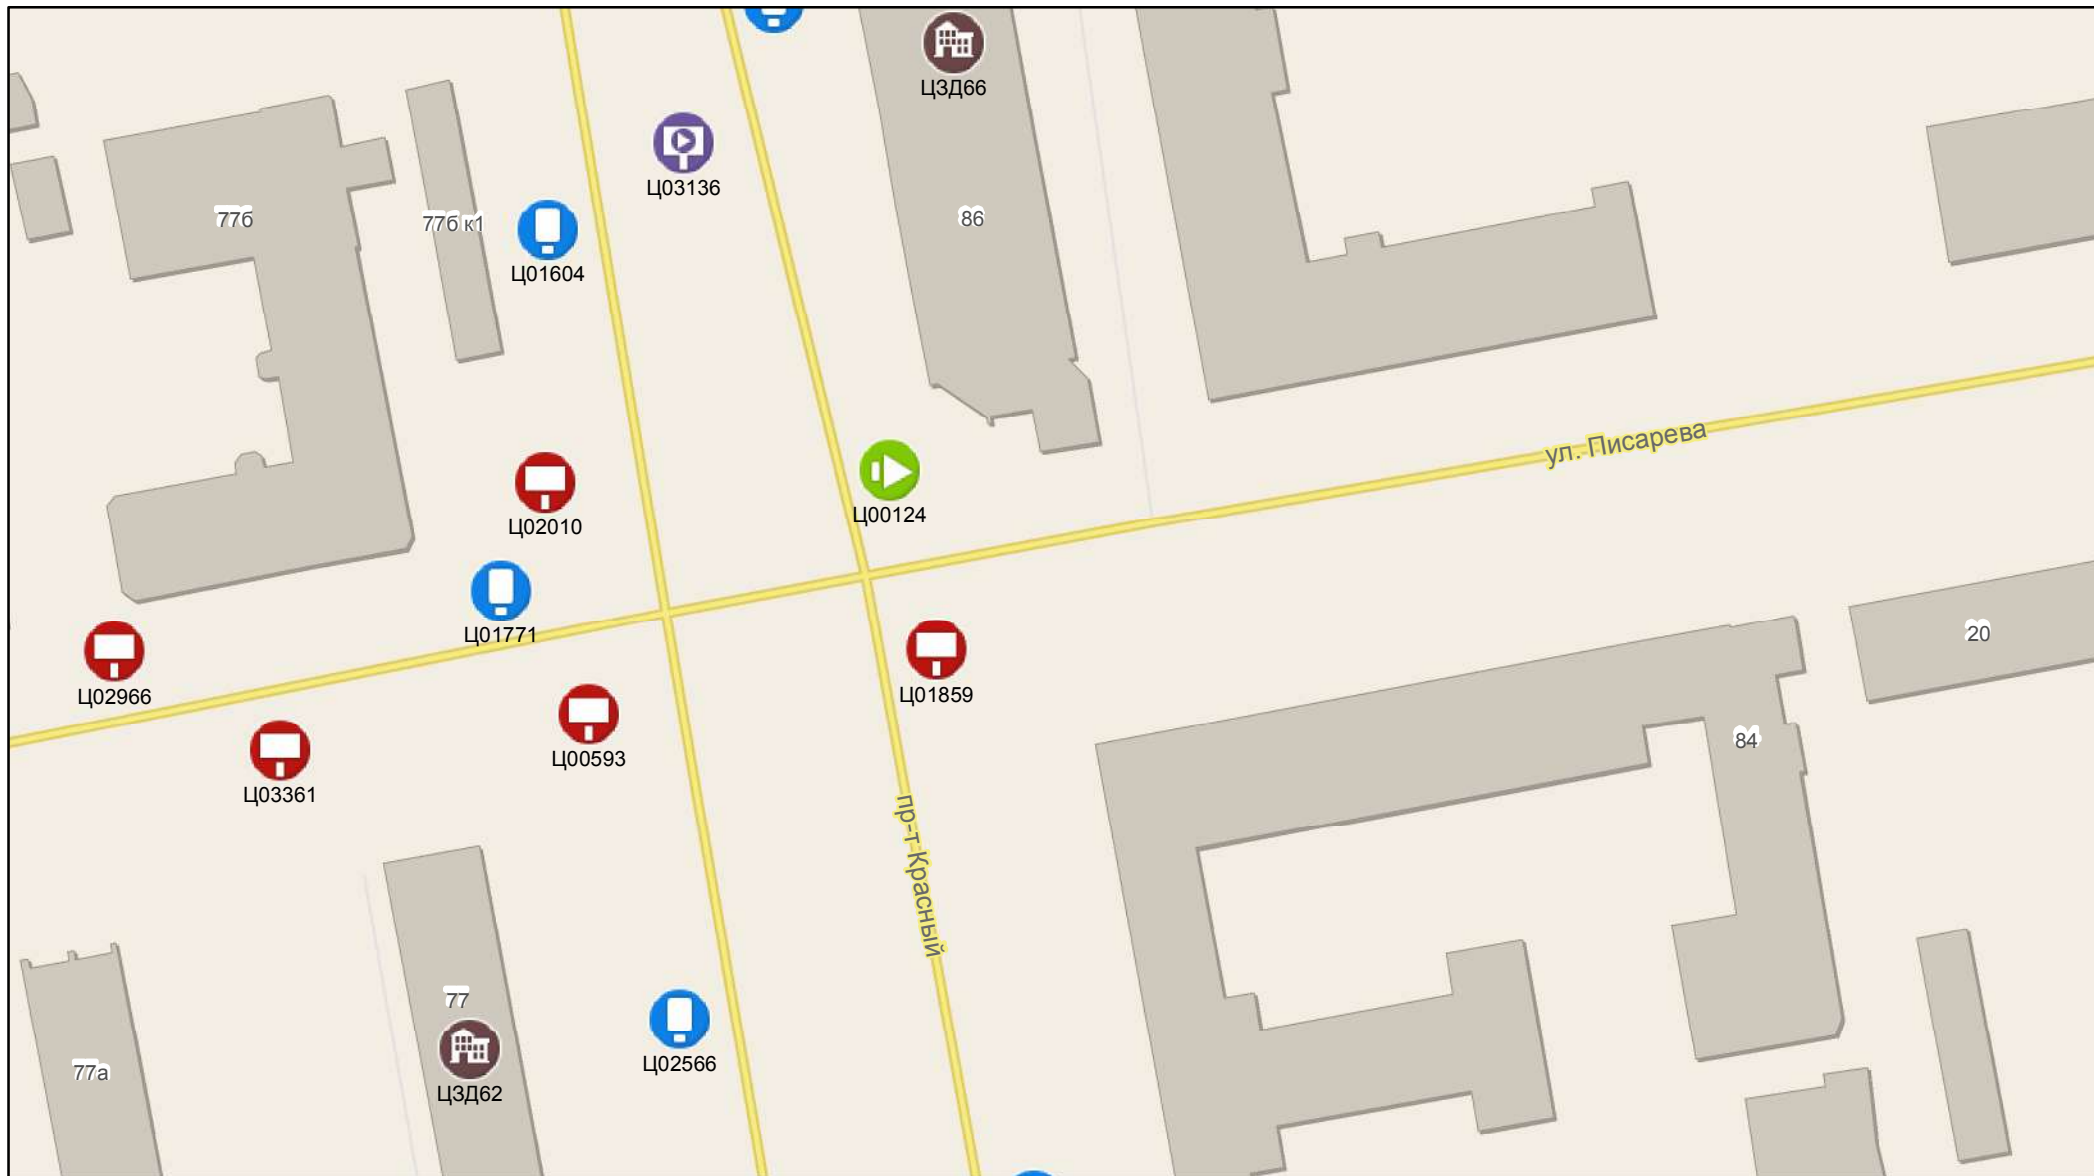 ЦЗД66
Ц03136
77б
77б к1
86
Ц01604
ул. Писарева
Ц00124
Ц02010
Ц01771
20
Ц02966
Ц01859
84
Ц00593
Ц03361
пр-т Красный
77
Ц02566
77а
ЦЗД62